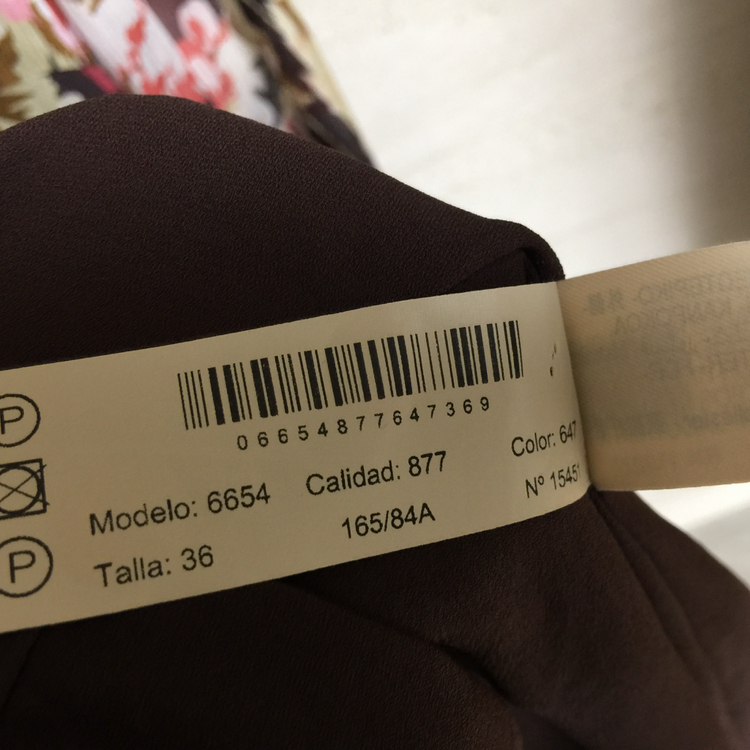 P
P
06654877647369
Modelo: 6654 Calidad: 877 Color: 647
Talla: 36 165/84A Nº 1545